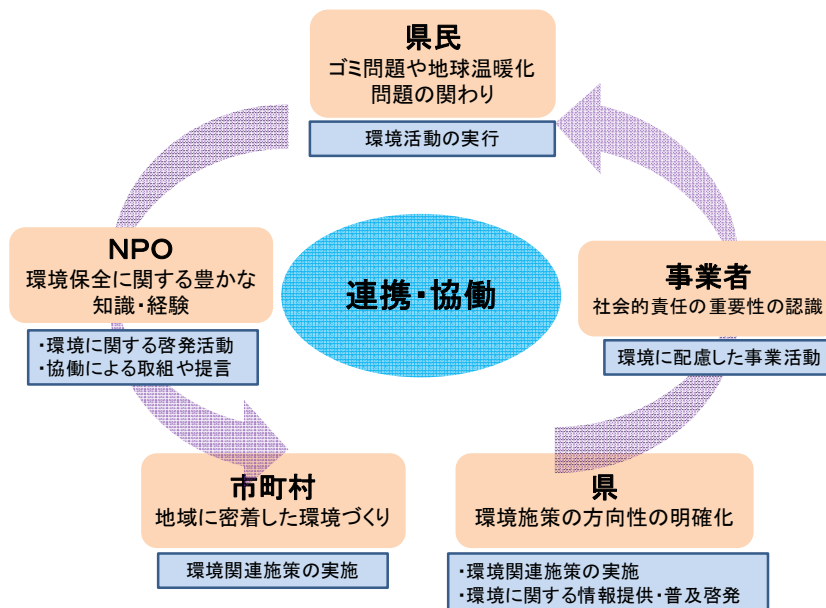 県民
ゴミ問題や地球温暖化
問題の関わり
環境活動の実行
NPO
環境保全に関する豊かな
知識・経験
・環境に関する啓発活動
・協働による取組や提言
連携・協働
事業者
社会的責任の重要性の認識
環境に配慮した事業活動
市町村
地域に密着した環境づくり
環境関連施策の実施
県
環境施策の方向性の明確化
・環境関連施策の実施
・環境に関する情報提供・普及啓発